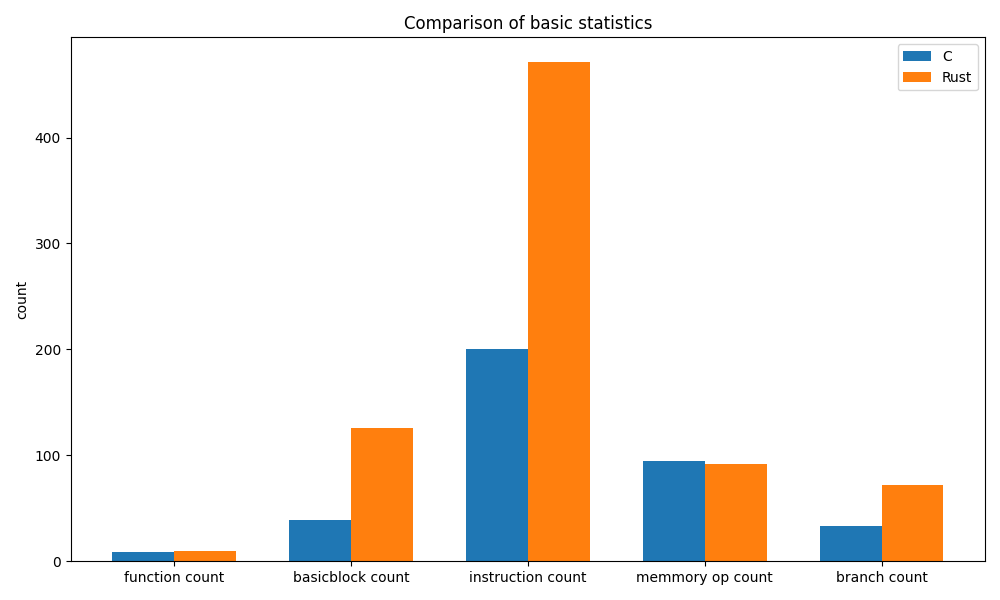 Comparison of basic statistics
C
Rust
count
400
300
200
100
0
function count
basicblock count
instruction count
memmory op count
branch count